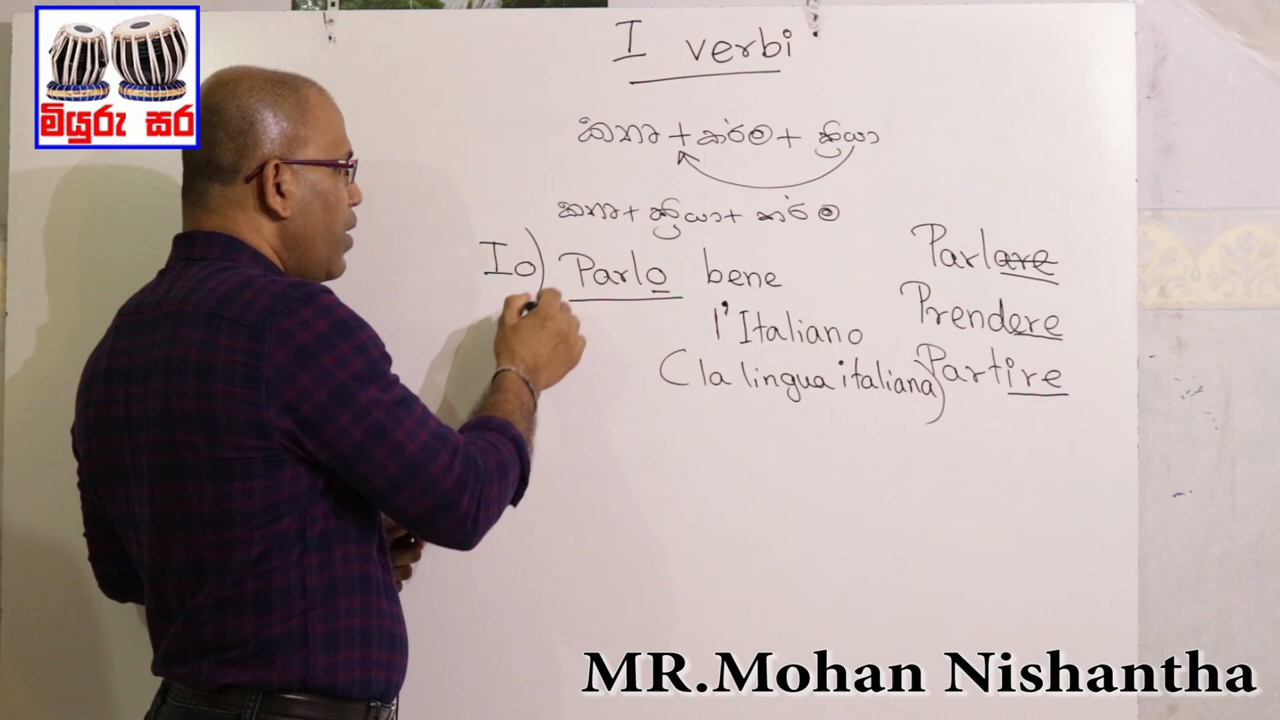 මියුරු සර
I verbi
කතෘ + කර්ම + ක්‍රියා
කතෘ + ක්‍රියා + කර්ම
Io) Parlo bene
l'Italiano
(la lingua italiana)
Parlare
Prendere
Partire
MR.Mohan Nishantha